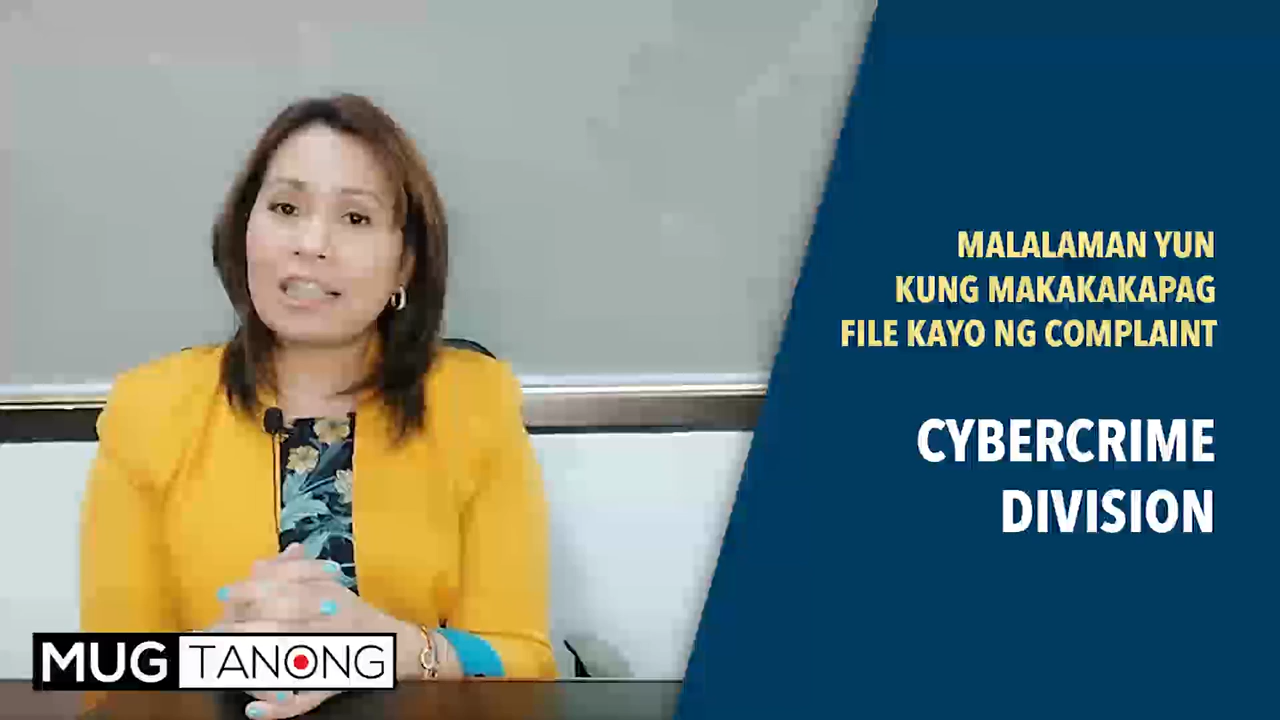 MALALAMAN YUN
KUNG MAKAKAKAPAG
FILE KAYO NG COMPLAINT
CYBERCRIME
DIVISION
MUG TANONG